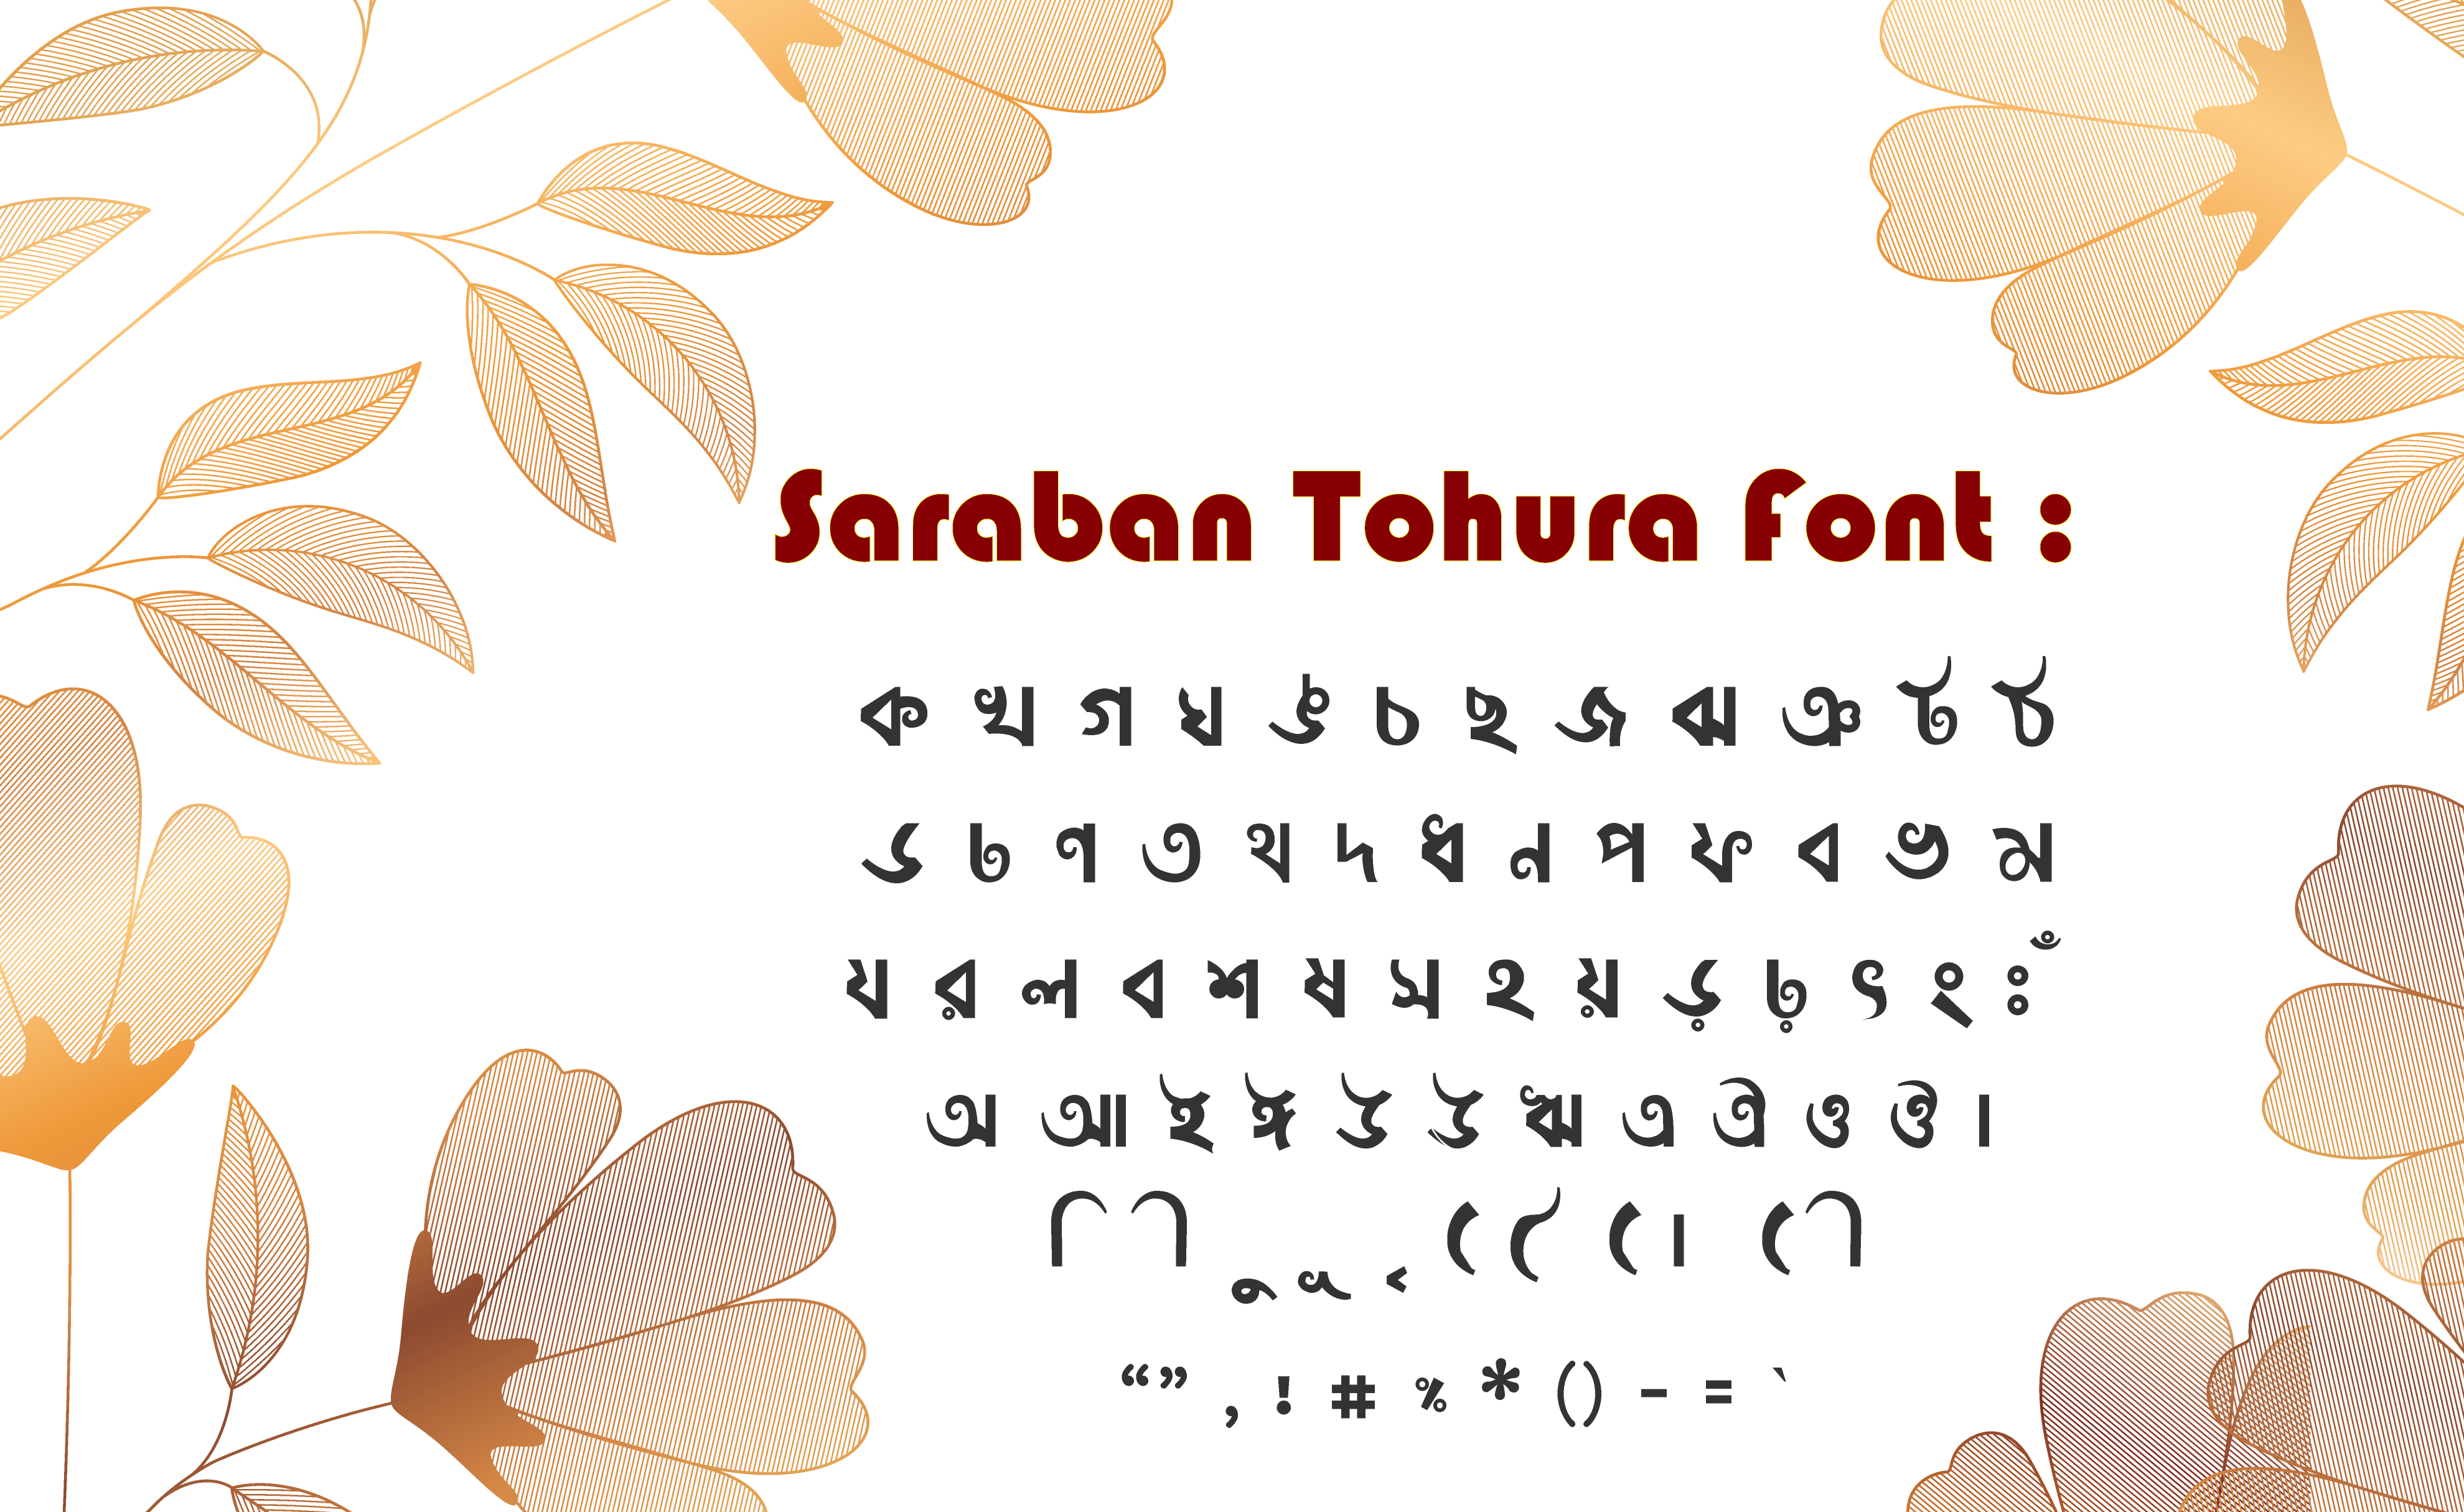 Saraban Tohura Font :
ক খ গ ঘ ঙ চ ছ জ ঝ ঞ ট ঠ
ড ঢ ণ ত থ দ ধ ন প ফ ব ভ ম
য র ল ব শ ষ স হ য় ড় ঢ় ৎ ং ঃ ঁ
অ আ ই ঈ উ ঊ ঋ এ ঐ ও ঔ ।
ি ী ু ূ ৃ ে ৈ ো ৌ
“” , ! # % * () - = `